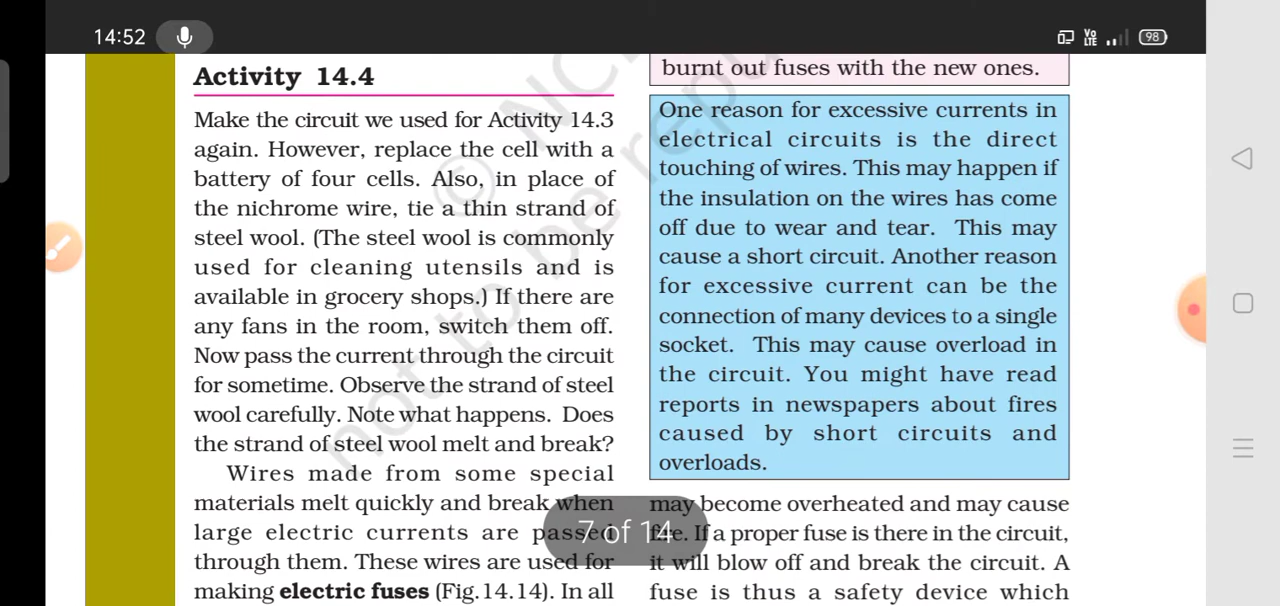 14:52
Vo LTE
98
Activity 14.4
Make the circuit we used for Activity 14.3
again. However, replace the cell with a
battery of four cells. Also, in place of
the nichrome wire, tie a thin strand of
steel wool. (The steel wool is commonly
used for cleaning utensils and is
available in grocery shops.) If there are
any fans in the room, switch them off.
Now pass the current through the circuit
for sometime. Observe the strand of steel
wool carefully. Note what happens. Does
the strand of steel wool melt and break?
Wires made from some special
materials melt quickly and break when
large electric currents are passed
through them. These wires are used for
making electric fuses (Fig.14.14). In all
burnt out fuses with the new ones.
One reason for excessive currents in
electrical circuits is the direct
touching of wires. This may happen if
the insulation on the wires has come
off due to wear and tear. This may
cause a short circuit. Another reason
for excessive current can be the
connection of many devices to a single
socket. This may cause overload in
the circuit. You might have read
reports in newspapers about fires
caused by short circuits and
overloads.
may become overheated and may cause
fire. If a proper fuse is there in the circuit,
it will blow off and break the circuit. A
fuse is thus a safety device which
7 of 14
© NC
not to be repu